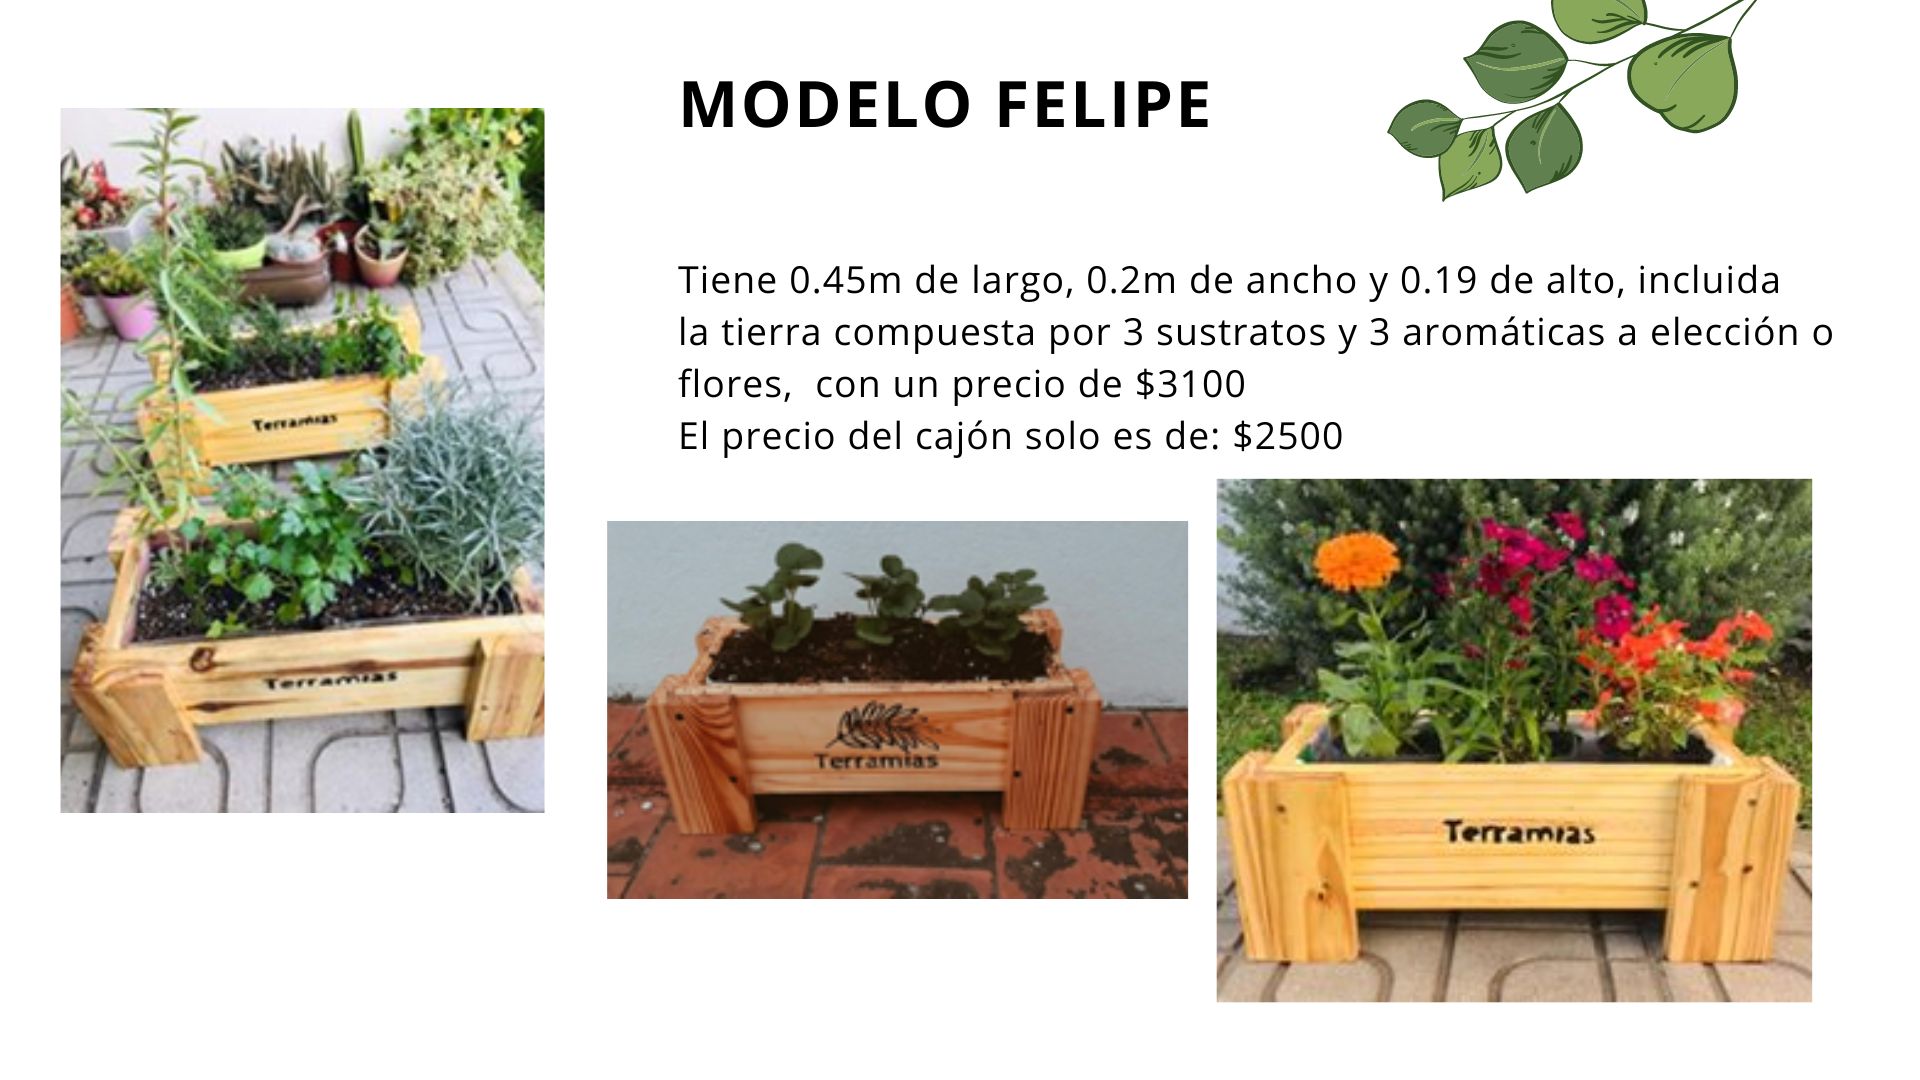 MODELO FELIPE
Tiene 0.45m de largo, 0.2m de ancho y 0.19 de alto, incluida
la tierra compuesta por 3 sustratos y 3 aromáticas a elección o
flores,  con un precio de $3100
El precio del cajón solo es de: $2500
Terramias
Terramias
Terramias
Terramias